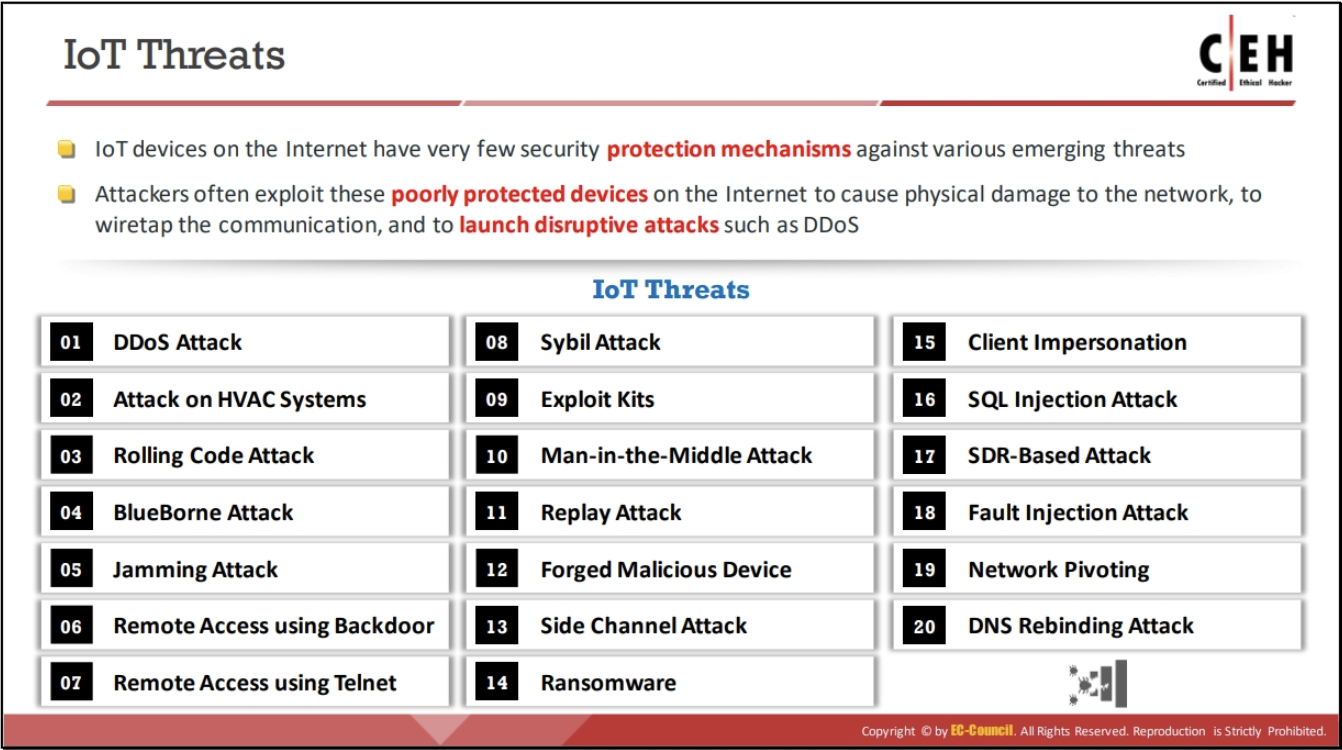 IoT Threats
C|EH
Certified Ethical Hacker
IoT devices on the Internet have very few security protection mechanisms against various emerging threats
Attackers often exploit these poorly protected devices on the Internet to cause physical damage to the network, to
wiretap the communication, and to launch disruptive attacks such as DDoS
IoT Threats
01 DDoS Attack
02 Attack on HVAC Systems
03 Rolling Code Attack
04 BlueBorne Attack
05 Jamming Attack
06 Remote Access using Backdoor
07 Remote Access using Telnet
08 Sybil Attack
09 Exploit Kits
10 Man-in-the-Middle Attack
11 Replay Attack
12 Forged Malicious Device
13 Side Channel Attack
14 Ransomware
15 Client Impersonation
16 SQL Injection Attack
17 SDR-Based Attack
18 Fault Injection Attack
19 Network Pivoting
20 DNS Rebinding Attack
Copyright © by EC-Council. All Rights Reserved. Reproduction is Strictly Prohibited.